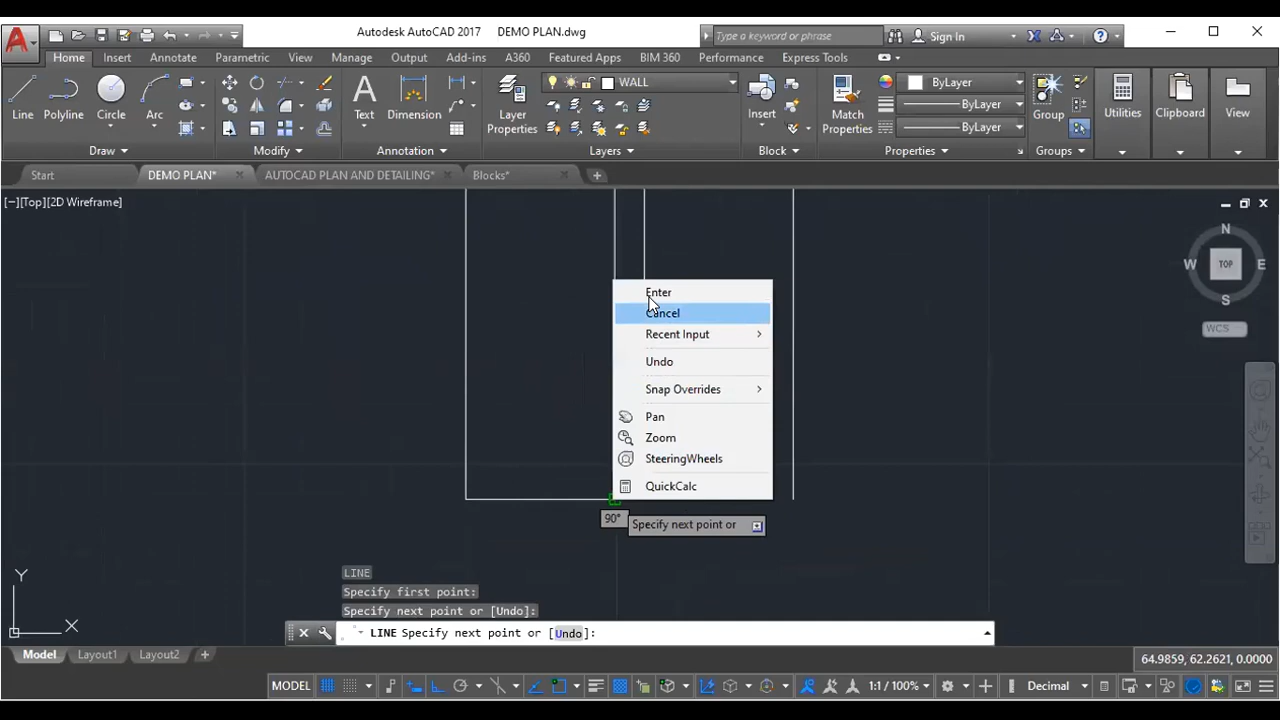 Autodesk AutoCAD 2017 DEMO PLAN.dwg
Type a keyword or phrase
Sign In
Home Insert Annotate Parametric View Manage Output Add-ins A360 Featured Apps BIM 360 Performance Express Tools
WALL
ByLayer
ByLayer
ByLayer
Line Polyline Circle Arc Text Dimension Layer Properties Insert Match Properties Group Utilities Clipboard View
Draw Modify Annotation Layers Block Properties Groups
Start DEMO PLAN* AUTOCAD PLAN AND DETAILING* Blocks*
[−][Top][2D Wireframe]
N
W TOP E
S
WCS
Enter
Cancel
Recent Input
Undo
Snap Overrides
Pan
Zoom
SteeringWheels
QuickCalc
90° Specify next point or
LINE
Specify first point:
Specify next point or [Undo]:
LINE Specify next point or [Undo]:
Y
X
Model Layout1 Layout2 +
64.9859, 62.2621, 0.0000
MODEL 1:1 / 100% Decimal